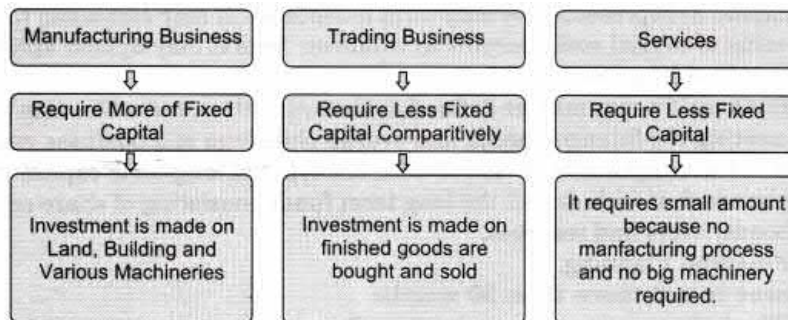 Manufacturing Business
Trading Business
Services
Require More of Fixed
Capital
Require Less Fixed
Capital Comparitively
Require Less Fixed
Capital
Investment is made on
Land, Building and
Various Machineries
Investment is made on
finished goods are
bought and sold
It requires small amount
because no
manfacturing process
and no big machinery
required.